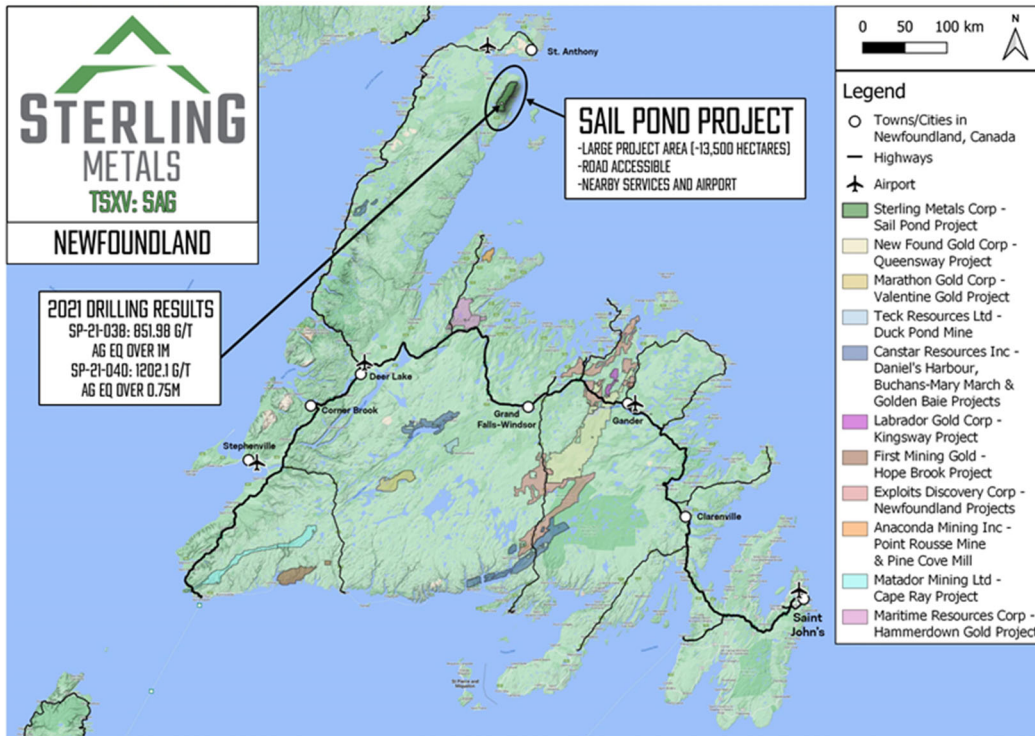 STERLING
METALS
TSXV: SAG
NEWFOUNDLAND
2021 DRILLING RESULTS
SP-21-038: 851.98 G/T
AG EQ OVER 1M
SP-21-040: 1202.1 G/T
AG EQ OVER 0.75M
SAIL POND PROJECT
-LARGE PROJECT AREA (~13,500 HECTARES)
-ROAD ACCESSIBLE
-NEARBY SERVICES AND AIRPORT
St. Anthony
Deer Lake
Corner Brook
Stephenville
Grand
Falls-Windsor
Gander
Clarenville
Saint
John's
St Pierre and
Miquelon
0 50 100 km
N
Legend
Towns/Cities in
Newfoundland, Canada
Highways
Airport
Sterling Metals Corp -
Sail Pond Project
New Found Gold Corp -
Queensway Project
Marathon Gold Corp -
Valentine Gold Project
Teck Resources Ltd -
Duck Pond Mine
Canstar Resources Inc -
Daniel's Harbour,
Buchans-Mary March &
Golden Baie Projects
Labrador Gold Corp -
Kingsway Project
First Mining Gold -
Hope Brook Project
Exploits Discovery Corp -
Newfoundland Projects
Anaconda Mining Inc -
Point Rousse Mine
& Pine Cove Mill
Matador Mining Ltd -
Cape Ray Project
Maritime Resources Corp -
Hammerdown Gold Project